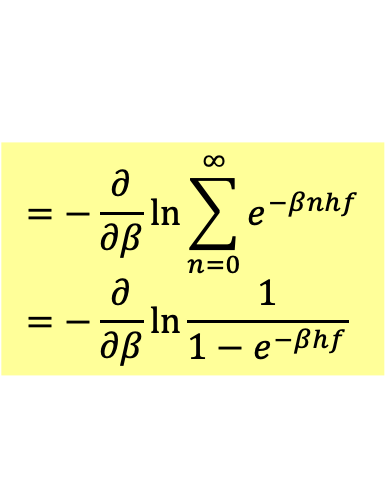 = − ∂/∂β ln ∑_{n=0}^{∞} e^{−βnhf}
= − ∂/∂β ln 1/(1 − e^{−βhf})